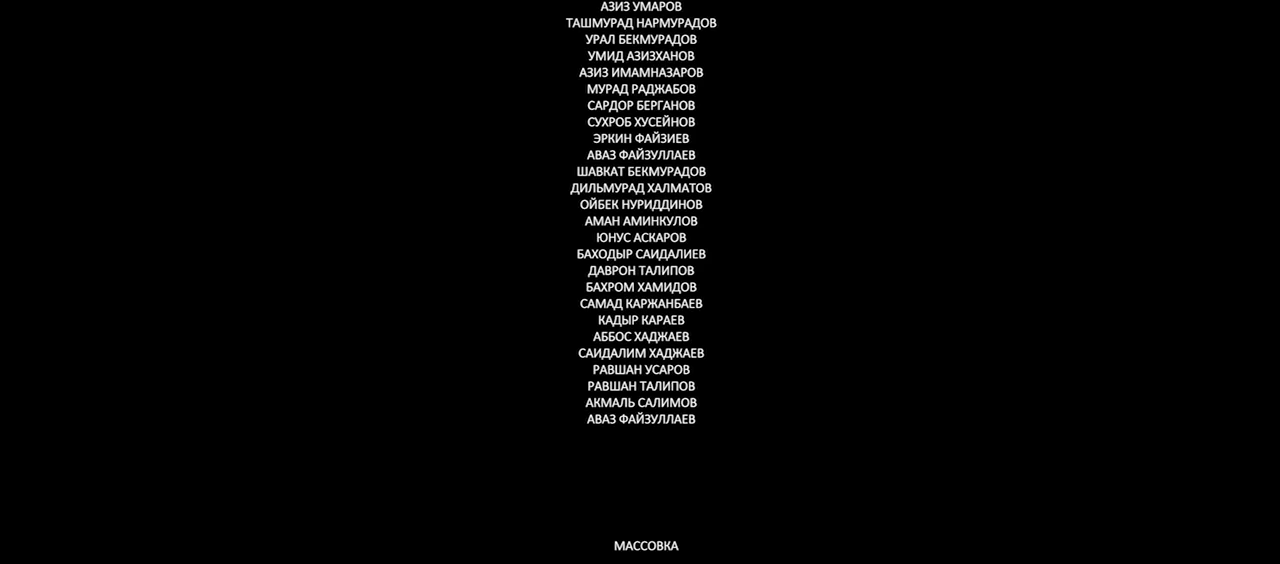 АЗИЗ УМАРОВ
ТАШМУРАД НАРМУРАДОВ
УРАЛ БЕКМУРАДОВ
УМИД АЗИЗХАНОВ
АЗИЗ ИМАМНАЗАРОВ
МУРАД РАДЖАБОВ
САРДОР БЕРГАНОВ
СУХРОБ ХУСЕЙНОВ
ЭРКИН ФАЙЗИЕВ
АВАЗ ФАЙЗУЛЛАЕВ
ШАВКАТ БЕКМУРАДОВ
ДИЛЬМУРАД ХАЛМАТОВ
ОЙБЕК НУРИДДИНОВ
АМАН АМИНКУЛОВ
ЮНУС АСКАРОВ
БАХОДЫР САИДАЛИЕВ
ДАВРОН ТАЛИПОВ
БАХРОМ ХАМИДОВ
САМАД КАРЖАНБАЕВ
КАДЫР КАРАЕВ
АББОС ХАДЖАЕВ
САИДАЛИМ ХАДЖАЕВ
РАВШАН УСАРОВ
РАВШАН ТАЛИПОВ
АКМАЛЬ САЛИМОВ
АВАЗ ФАЙЗУЛЛАЕВ
МАССОВКА